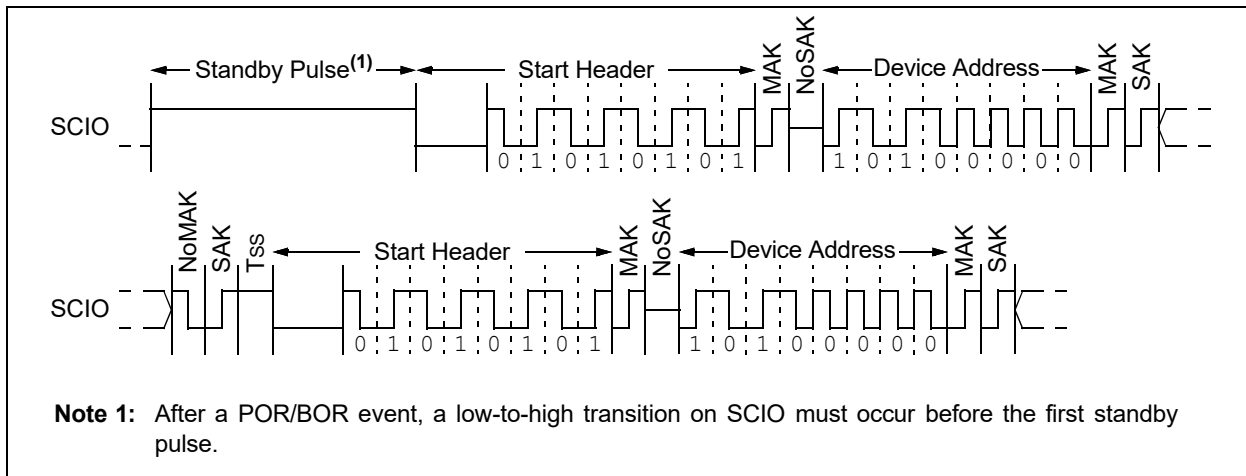 Standby Pulse(1) Start Header MAK NoSAK Device Address MAK SAK
SCIO
0 1 0 1 0 1 0 1 1 0 1 0 0 0 0 0
NoMAK SAK TSS Start Header MAK NoSAK Device Address MAK SAK
SCIO
0 1 0 1 0 1 0 1 1 0 1 0 0 0 0 0
Note 1: After a POR/BOR event, a low-to-high transition on SCIO must occur before the first standby
pulse.